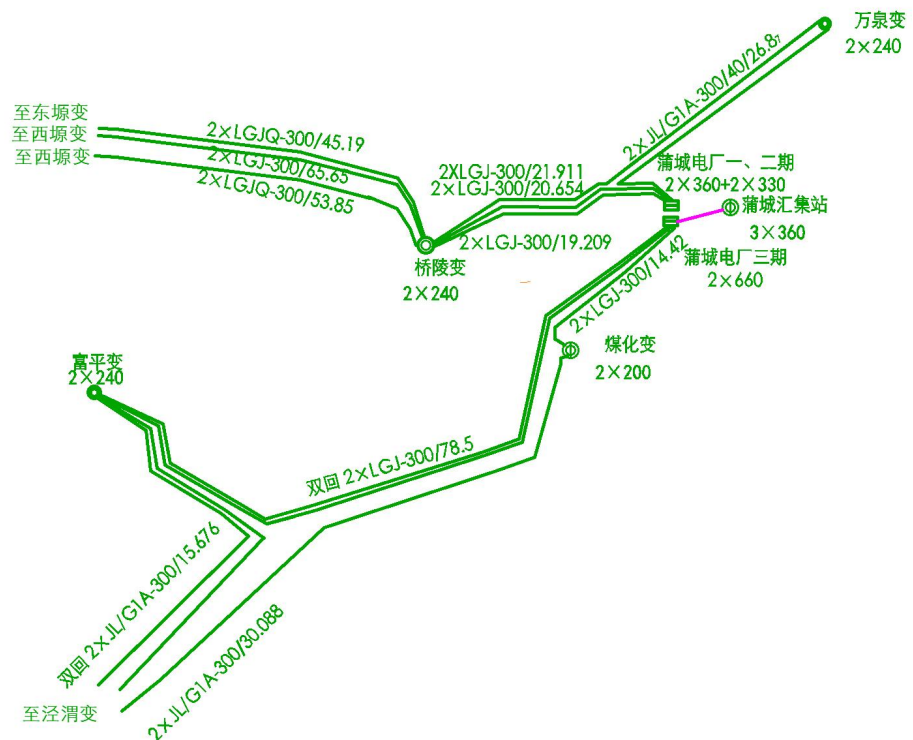 万泉变
2×240
2×JL/G1A-300/40/26.87
至东塬变
至西塬变
至西塬变
2×LGJQ-300/45.19
2×LGJ-300/65.65
2×LGJQ-300/53.85
2XLGJ-300/21.911
2×LGJ-300/20.654
2×LGJ-300/19.209
蒲城电厂一、二期
2×360+2×330
蒲城汇集站
3×360
蒲城电厂三期
2×660
桥陵变
2×240
2×LGJ-300/14.42
煤化变
2×200
富平变
2×240
双回 2×LGJ-300/78.5
双回 2×JL/G1A-300/15.676
2×JL/G1A-300/30.088
至泾渭变